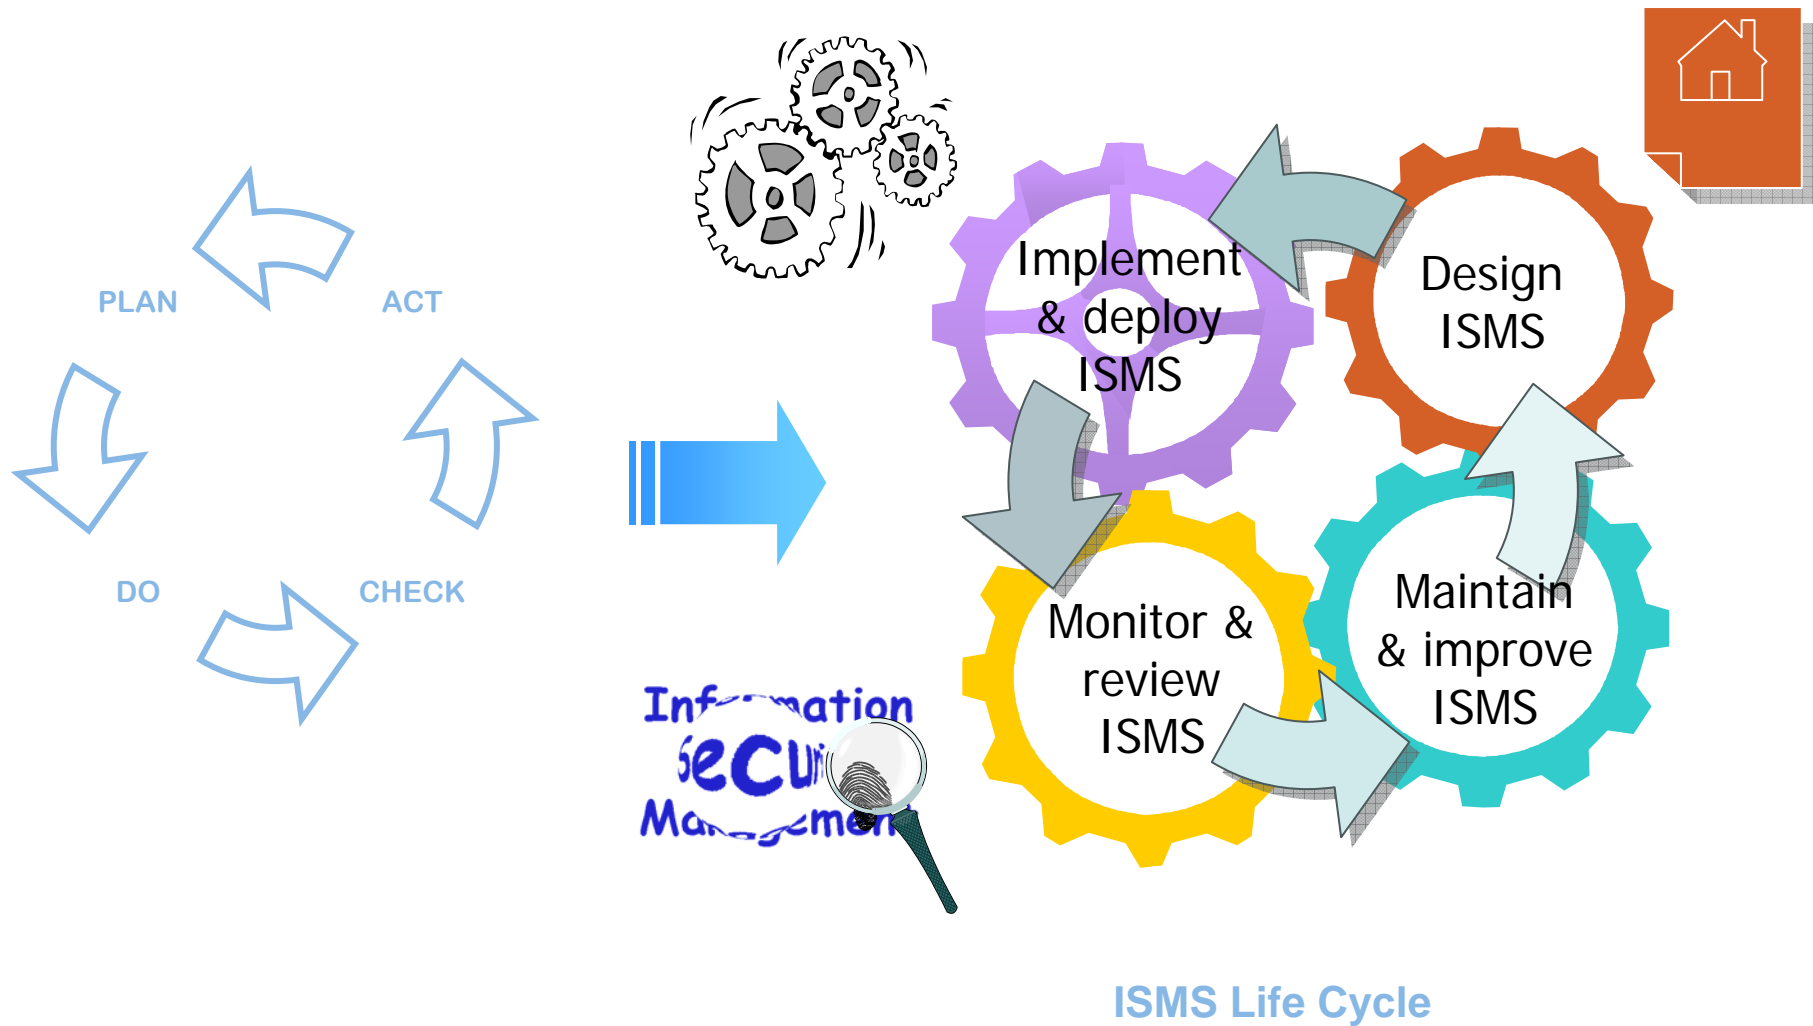 PLAN
ACT
DO
CHECK
Implement
& deploy
ISMS
Design
ISMS
Monitor &
review
ISMS
Maintain
& improve
ISMS
ISMS Life Cycle